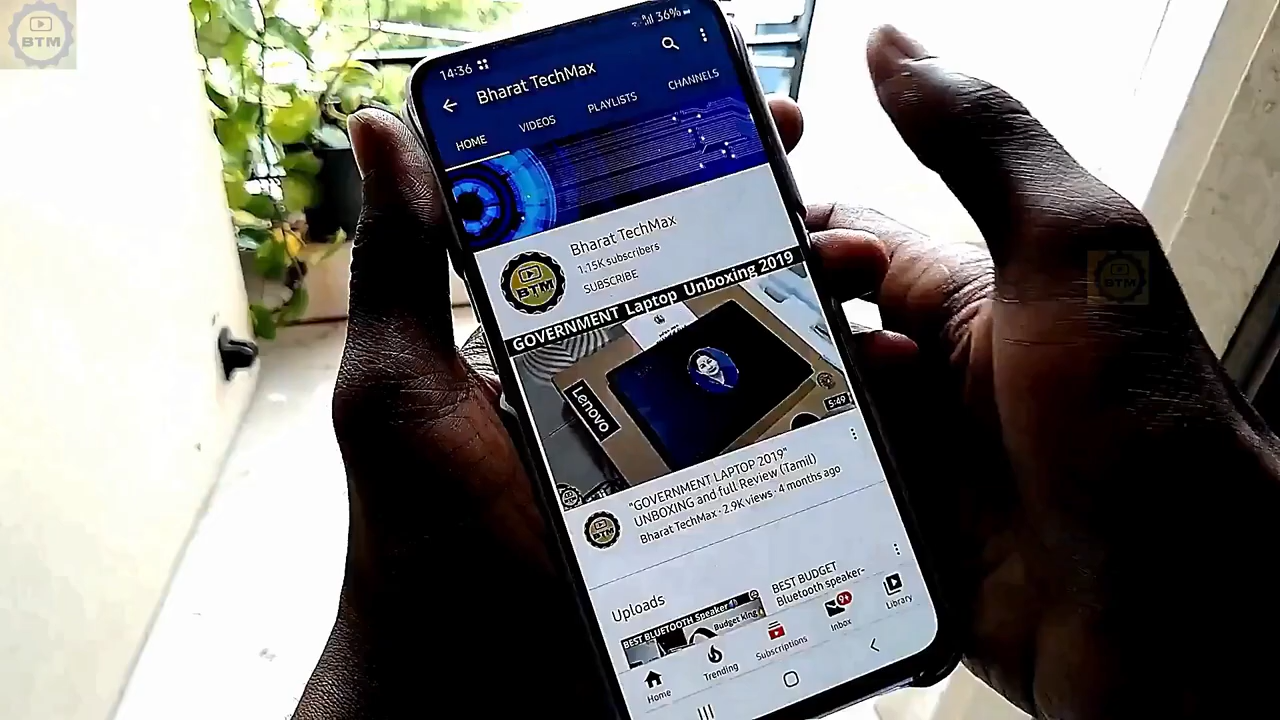 BTM
14:36
36%
Bharat TechMax
HOME
VIDEOS
PLAYLISTS
CHANNELS
Bharat TechMax
1.15K subscribers
SUBSCRIBE
BTM
GOVERNMENT Laptop Unboxing 2019
Lenovo
5:49
"GOVERNMENT LAPTOP 2019"
UNBOXING and full Review (Tamil)
Bharat TechMax · 2.9K views · 4 months ago
BTM
Uploads
BEST BUDGET
Bluetooth speaker-
BEST BLUETOOTH Speaker
Budget king
Home
Trending
Subscriptions
9+
Inbox
Library
BTM